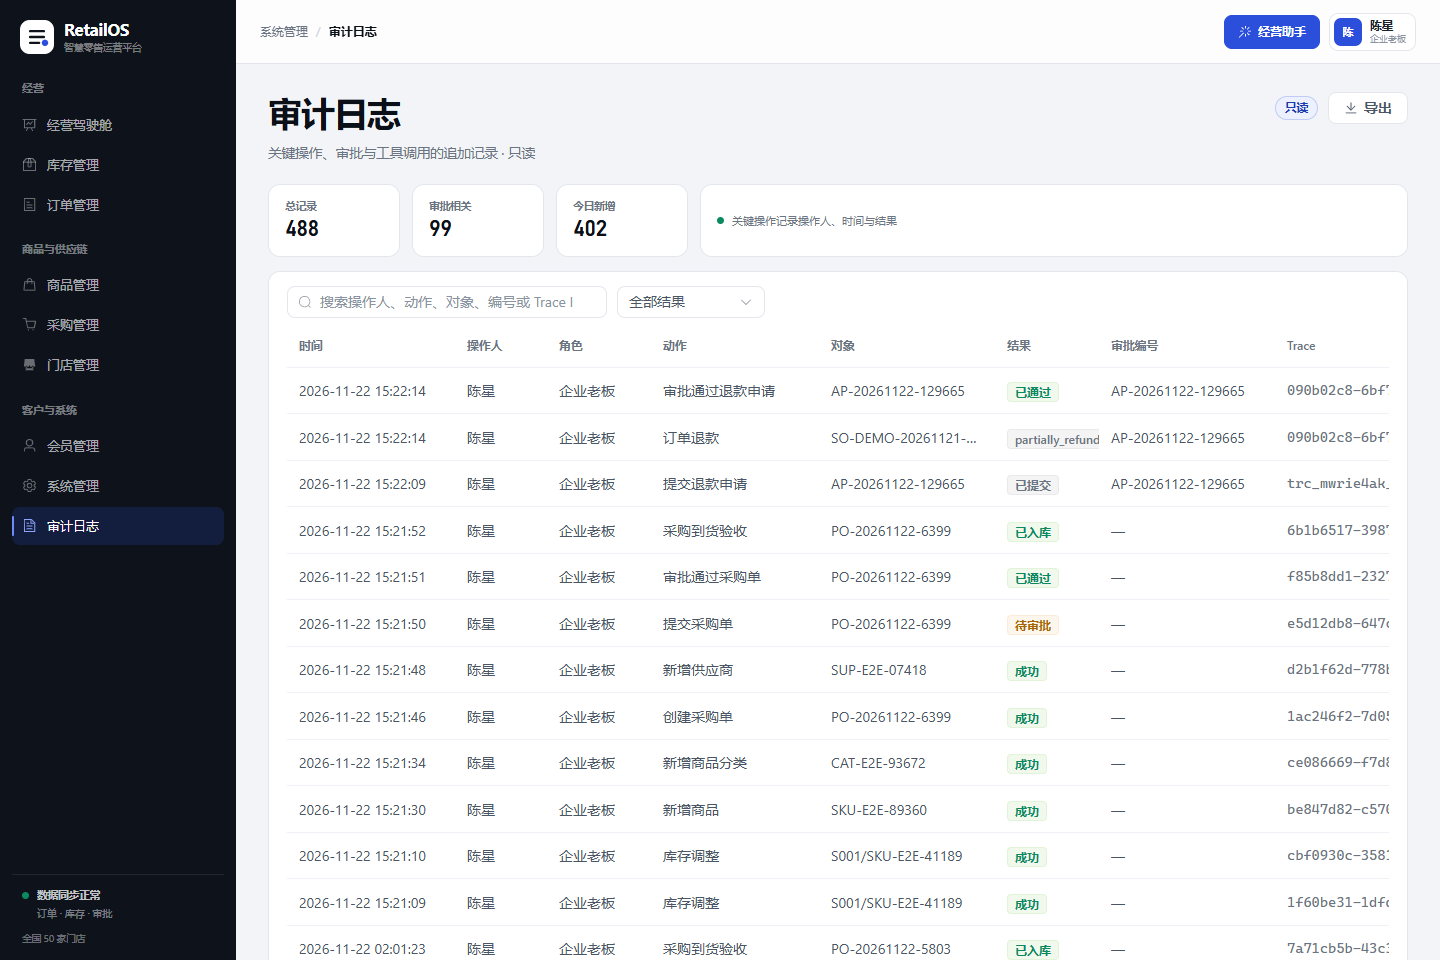 RetailOS
智慧零售运营平台
经营
经营驾驶舱
库存管理
订单管理
商品与供应链
商品管理
采购管理
门店管理
客户与系统
会员管理
系统管理
审计日志
数据同步正常
订单 · 库存 · 审批
全国 50 家门店
系统管理 / 审计日志
经营助手
陈
陈星
企业老板
审计日志
关键操作、审批与工具调用的追加记录 · 只读
只读
导出
总记录
488
审批相关
99
今日新增
402
关键操作记录操作人、时间与结果
搜索操作人、动作、对象、编号或 Trace I
全部结果
时间 操作人 角色 动作 对象 结果 审批编号 Trace
2026-11-22 15:22:14 陈星 企业老板 审批通过退款申请 AP-20261122-129665 已通过 AP-20261122-129665 090b02c8-6bf7
2026-11-22 15:22:14 陈星 企业老板 订单退款 SO-DEMO-20261121-... partially_refund AP-20261122-129665 090b02c8-6bf7
2026-11-22 15:22:09 陈星 企业老板 提交退款申请 AP-20261122-129665 已提交 AP-20261122-129665 trc_mwrie4ak_
2026-11-22 15:21:52 陈星 企业老板 采购到货验收 PO-20261122-6399 已入库 — 6b1b6517-3987
2026-11-22 15:21:51 陈星 企业老板 审批通过采购单 PO-20261122-6399 已通过 — f85b8dd1-2327
2026-11-22 15:21:50 陈星 企业老板 提交采购单 PO-20261122-6399 待审批 — e5d12db8-647c
2026-11-22 15:21:48 陈星 企业老板 新增供应商 SUP-E2E-07418 成功 — d2b1f62d-778b
2026-11-22 15:21:46 陈星 企业老板 创建采购单 PO-20261122-6399 成功 — 1ac246f2-7d05
2026-11-22 15:21:34 陈星 企业老板 新增商品分类 CAT-E2E-93672 成功 — ce086669-f7d8
2026-11-22 15:21:30 陈星 企业老板 新增商品 SKU-E2E-89360 成功 — be847d82-c570
2026-11-22 15:21:10 陈星 企业老板 库存调整 S001/SKU-E2E-41189 成功 — cbf0930c-3581
2026-11-22 15:21:09 陈星 企业老板 库存调整 S001/SKU-E2E-41189 成功 — 1f60be31-1dfc
2026-11-22 02:01:23 陈星 企业老板 采购到货验收 PO-20261122-5803 已入库 — 7a71cb5b-43c3